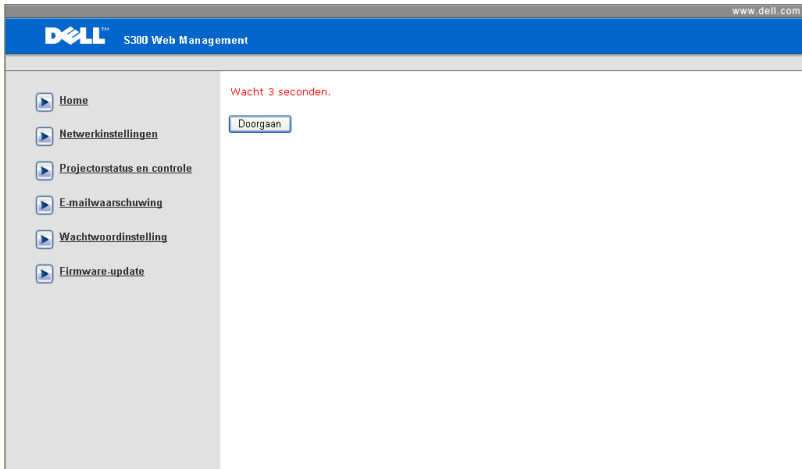 www.dell.com
DELL™ S300 Web Management
Home
Netwerkinstellingen
Projectorstatus en controle
E-mailwaarschuwing
Wachtwoordinstelling
Firmware-update
Wacht 3 seconden.
Doorgaan